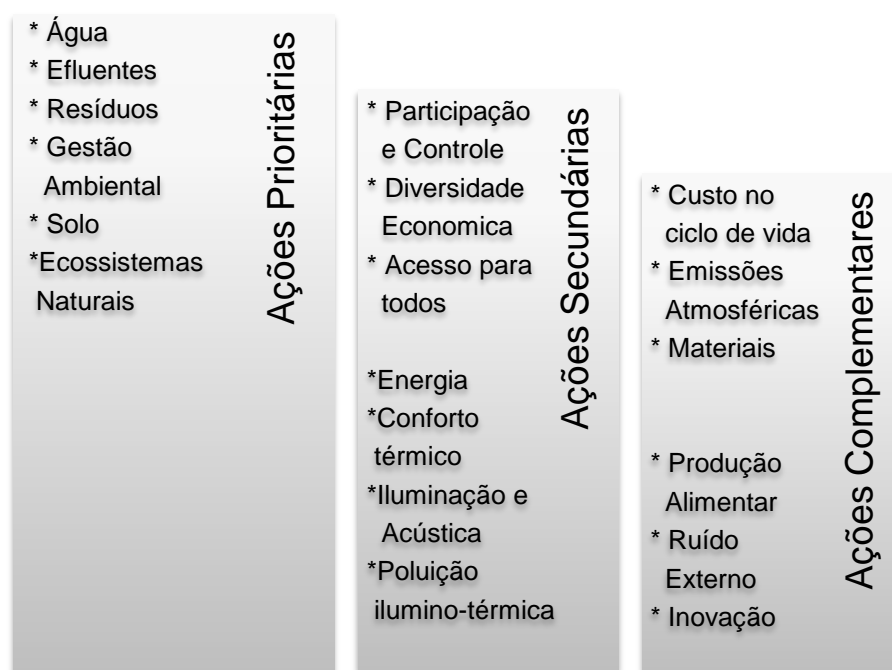 * Água
* Efluentes
* Resíduos
* Gestão
Ambiental
* Solo
*Ecossistemas
Naturais
Ações Prioritárias
* Participação
e Controle
* Diversidade
Economica
* Acesso para
todos
*Energia
*Conforto
térmico
*Iluminação e
Acústica
*Poluição
ilumino-térmica
Ações Secundárias
* Custo no
ciclo de vida
* Emissões
Atmosféricas
* Materiais
* Produção
Alimentar
* Ruído
Externo
* Inovação
Ações Complementares